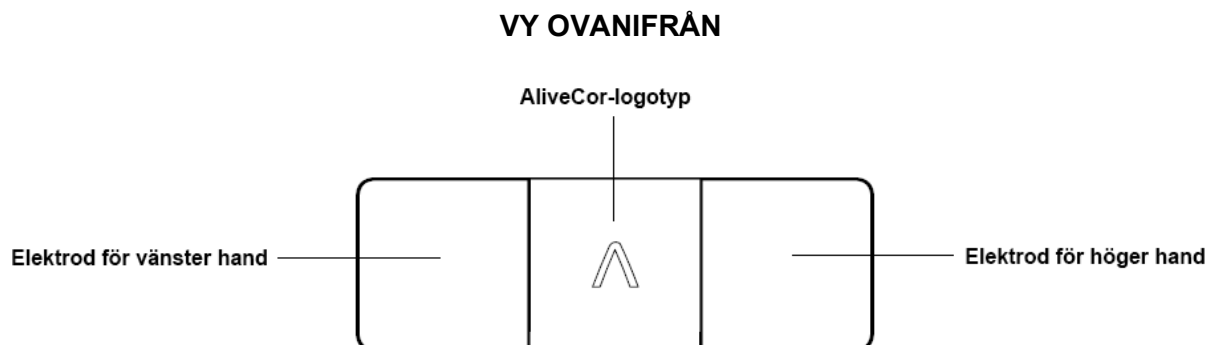 VY OVANIFRÅN
AliveCor-logotyp
Elektrod för vänster hand
Elektrod för höger hand